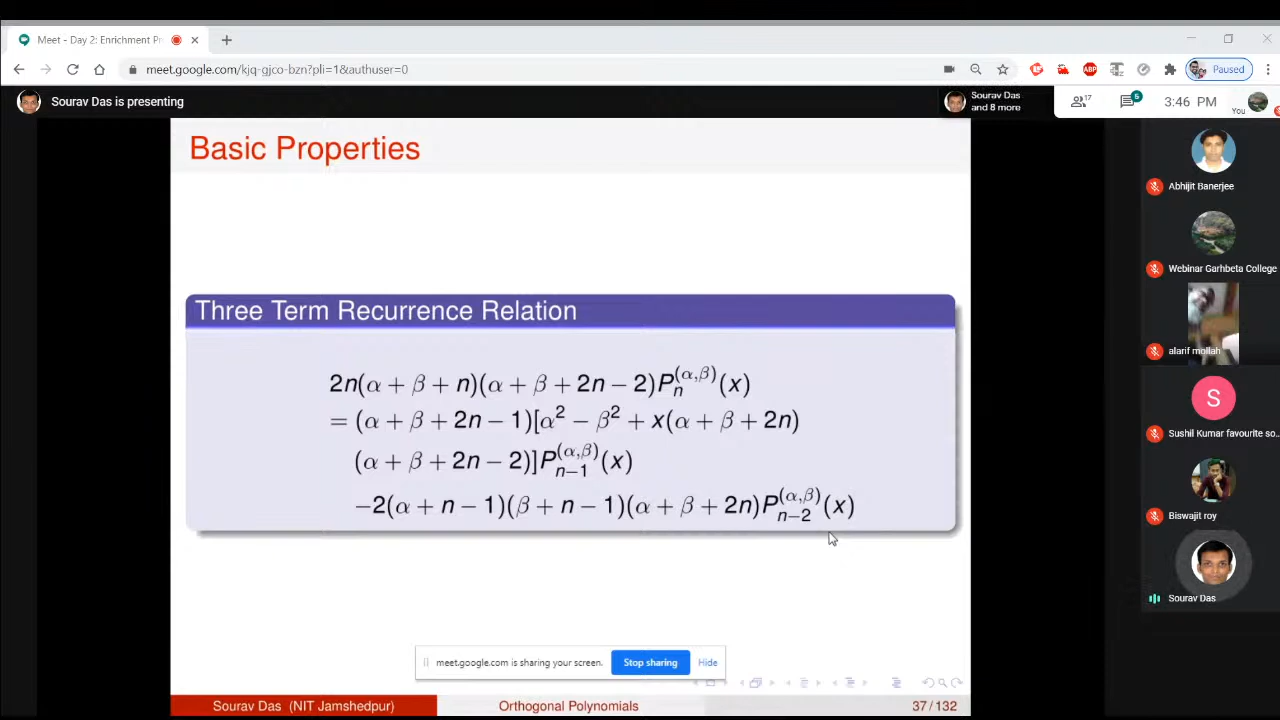 Meet - Day 2: Enrichment Pr
meet.google.com/kjq-gjco-bzn?pli=1&authuser=0
ABP
Paused
Sourav Das is presenting
Sourav Das
and 8 more
17
5
3:46 PM
You
Basic Properties
Three Term Recurrence Relation
2n(α + β + n)(α + β + 2n − 2)P_n^{(α,β)}(x)
= (α + β + 2n − 1)[α² − β² + x(α + β + 2n)
(α + β + 2n − 2)]P_{n−1}^{(α,β)}(x)
−2(α + n − 1)(β + n − 1)(α + β + 2n)P_{n−2}^{(α,β)}(x)
Abhijit Banerjee
Webinar Garhbeta College
alarif mollah
S
Sushil Kumar favourite so...
Biswajit roy
Sourav Das
meet.google.com is sharing your screen.
Stop sharing
Hide
Sourav Das (NIT Jamshedpur)
Orthogonal Polynomials
37 / 132